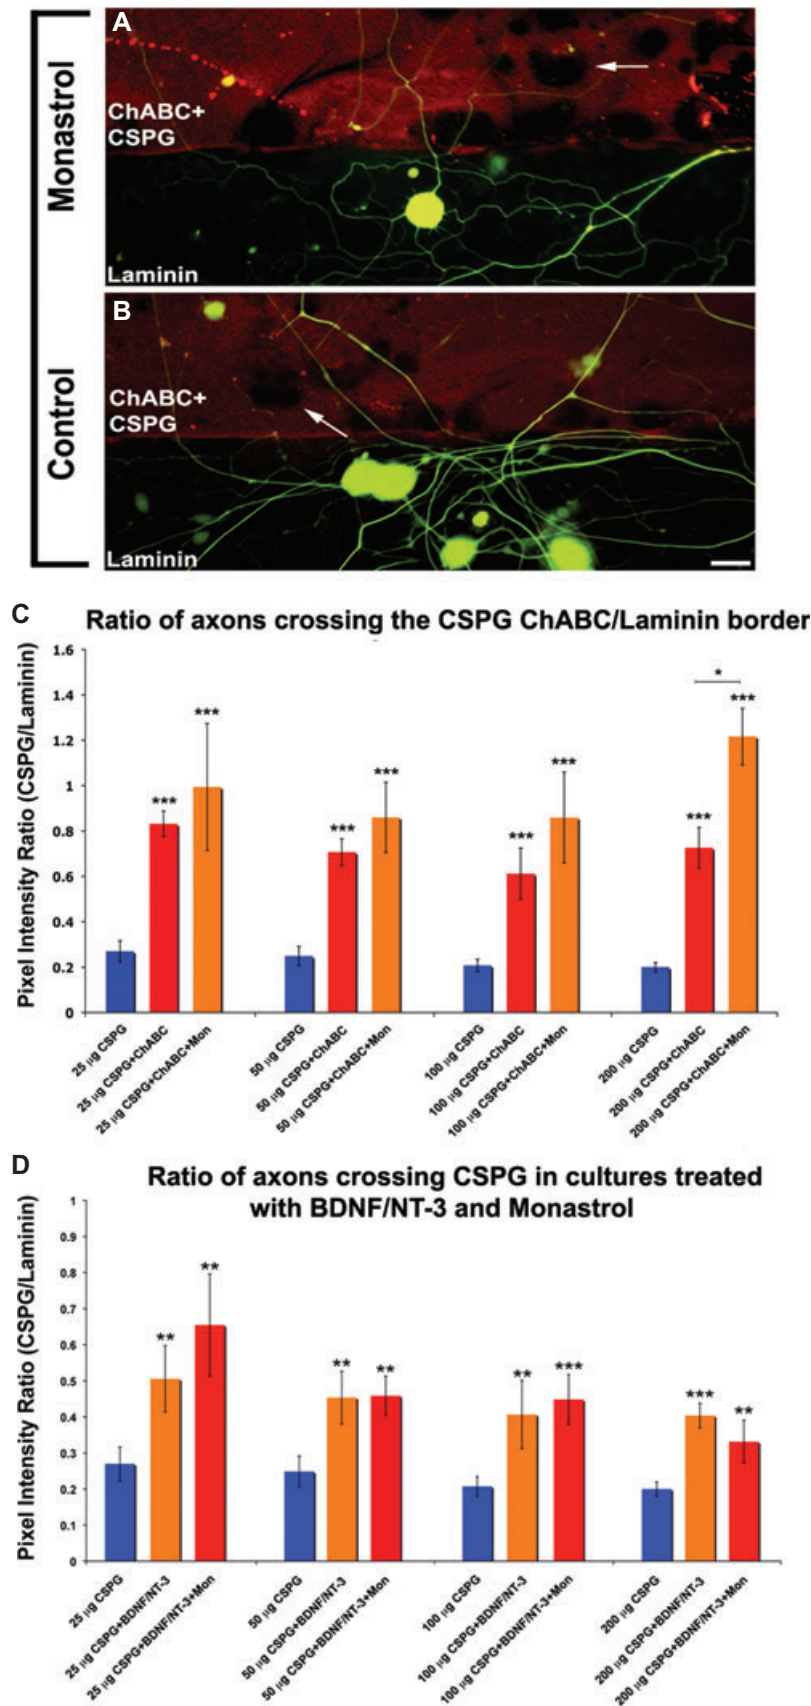 Monastrol
A
ChABC+
CSPG
Laminin
Control
B
ChABC+
CSPG
Laminin
C
Ratio of axons crossing the CSPG ChABC/Laminin border
Pixel Intensity Ratio (CSPG/Laminin)
1.6
1.4
1.2
1
0.8
0.6
0.4
0.2
0
***
***
***
***
***
***
***
***
*
25 µg CSPG
25 µg CSPG+ChABC
25 µg CSPG+ChABC+Mon
50 µg CSPG
50 µg CSPG+ChABC
50 µg CSPG+ChABC+Mon
100 µg CSPG
100 µg CSPG+ChABC
100 µg CSPG+ChABC+Mon
200 µg CSPG
200 µg CSPG+ChABC
200 µg CSPG+ChABC+Mon
D
Ratio of axons crossing CSPG in cultures treated
with BDNF/NT-3 and Monastrol
Pixel Intensity Ratio (CSPG/Laminin)
1
0.9
0.8
0.7
0.6
0.5
0.4
0.3
0.2
0.1
0
**
**
**
**
**
***
***
**
25 µg CSPG
25 µg CSPG+BDNF/NT-3
25 µg CSPG+BDNF/NT-3+Mon
50 µg CSPG
50 µg CSPG+BDNF/NT-3
50 µg CSPG+BDNF/NT-3+Mon
100 µg CSPG
100 µg CSPG+BDNF/NT-3
100 µg CSPG+BDNF/NT-3+Mon
200 µg CSPG
200 µg CSPG+BDNF/NT-3
200 µg CSPG+BDNF/NT-3+Mon